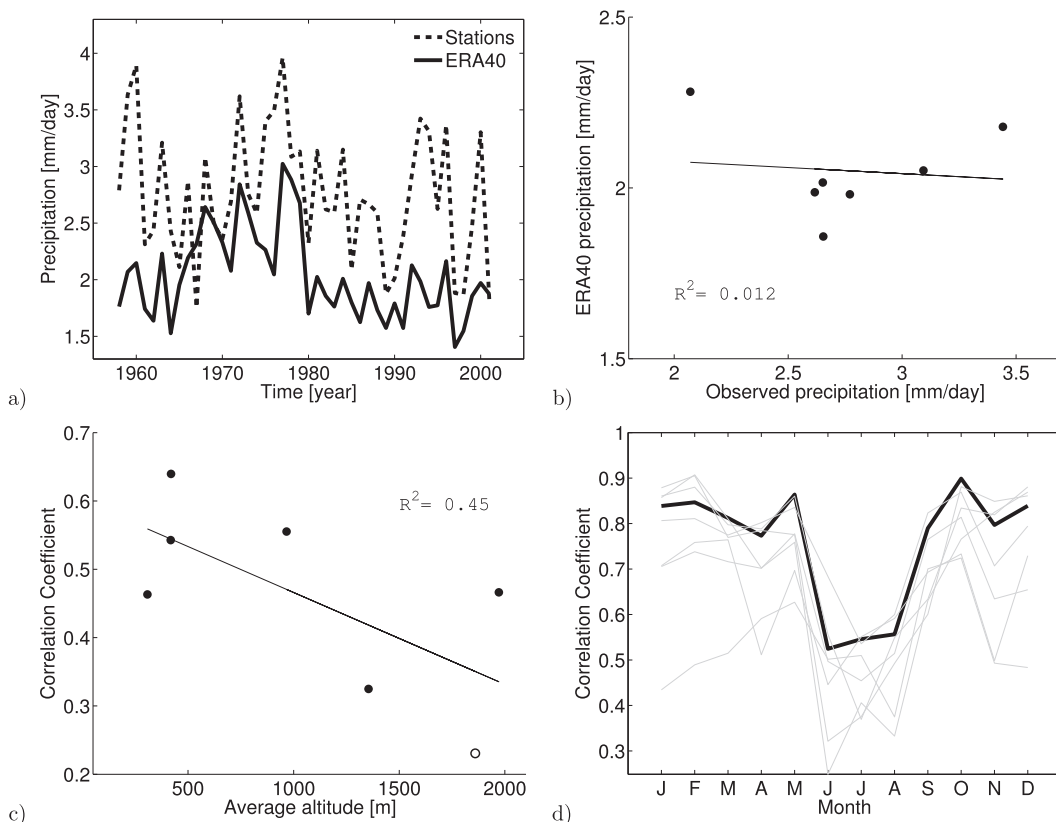 Stations
ERA40
Precipitation [mm/day]
4
3.5
3
2.5
2
1.5
1960 1970 1980 1990 2000
Time [year]
a)
ERA40 precipitation [mm/day]
2.5
2
1.5
R2= 0.012
2 2.5 3 3.5
Observed precipitation [mm/day]
b)
Correlation Coefficient
0.7
0.6
0.5
0.4
0.3
0.2
R2= 0.45
500 1000 1500 2000
Average altitude [m]
c)
Correlation Coefficient
1
0.9
0.8
0.7
0.6
0.5
0.4
0.3
J F M A M J J A S O N D
Month
d)